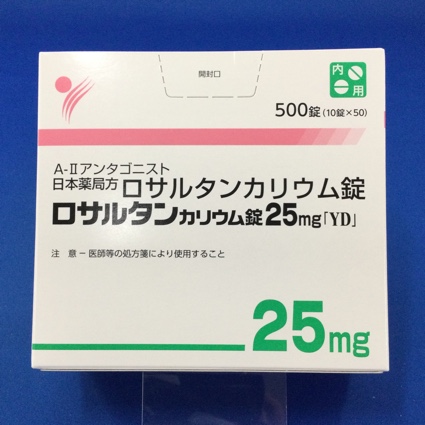 開封口
内用
500錠(10錠×50)
A-Ⅱアンタゴニスト
日本薬局方 ロサルタンカリウム錠
ロサルタンカリウム錠25mg「YD」
注 意 − 医師等の処方箋により使用すること
25mg